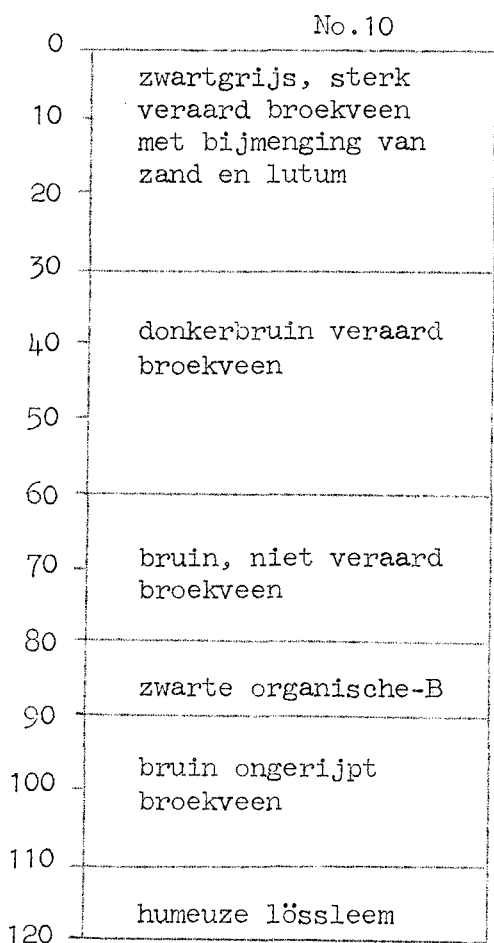 No.10
0
zwartgrijs, sterk
veraard broekveen
10
met bijmenging van
zand en lutum
20
30
donkerbruin veraard
40
broekveen
50
60
bruin, niet veraard
70
broekveen
80
zwarte organische-B
90
bruin ongerijpt
100
broekveen
110
humeuze lössleem
120